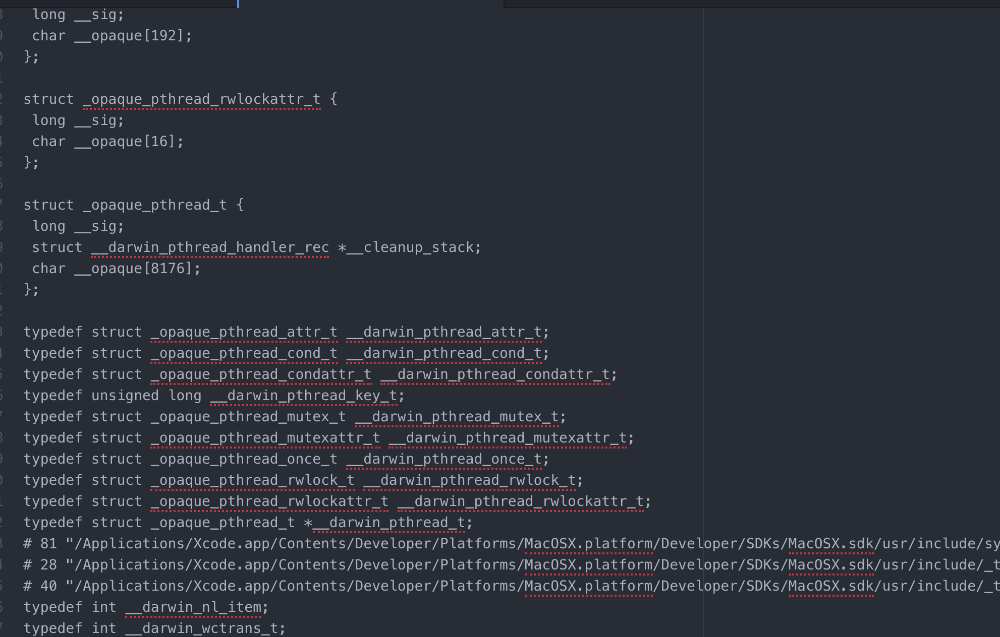 long __sig;
char __opaque[192];
};
struct _opaque_pthread_rwlockattr_t {
long __sig;
char __opaque[16];
};
struct _opaque_pthread_t {
long __sig;
struct __darwin_pthread_handler_rec *__cleanup_stack;
char __opaque[8176];
};
typedef struct _opaque_pthread_attr_t __darwin_pthread_attr_t;
typedef struct _opaque_pthread_cond_t __darwin_pthread_cond_t;
typedef struct _opaque_pthread_condattr_t __darwin_pthread_condattr_t;
typedef unsigned long __darwin_pthread_key_t;
typedef struct _opaque_pthread_mutex_t __darwin_pthread_mutex_t;
typedef struct _opaque_pthread_mutexattr_t __darwin_pthread_mutexattr_t;
typedef struct _opaque_pthread_once_t __darwin_pthread_once_t;
typedef struct _opaque_pthread_rwlock_t __darwin_pthread_rwlock_t;
typedef struct _opaque_pthread_rwlockattr_t __darwin_pthread_rwlockattr_t;
typedef struct _opaque_pthread_t *__darwin_pthread_t;
# 81 "/Applications/Xcode.app/Contents/Developer/Platforms/MacOSX.platform/Developer/SDKs/MacOSX.sdk/usr/include/sy
# 28 "/Applications/Xcode.app/Contents/Developer/Platforms/MacOSX.platform/Developer/SDKs/MacOSX.sdk/usr/include/_t
# 40 "/Applications/Xcode.app/Contents/Developer/Platforms/MacOSX.platform/Developer/SDKs/MacOSX.sdk/usr/include/_t
typedef int __darwin_nl_item;
typedef int __darwin_wctrans_t;